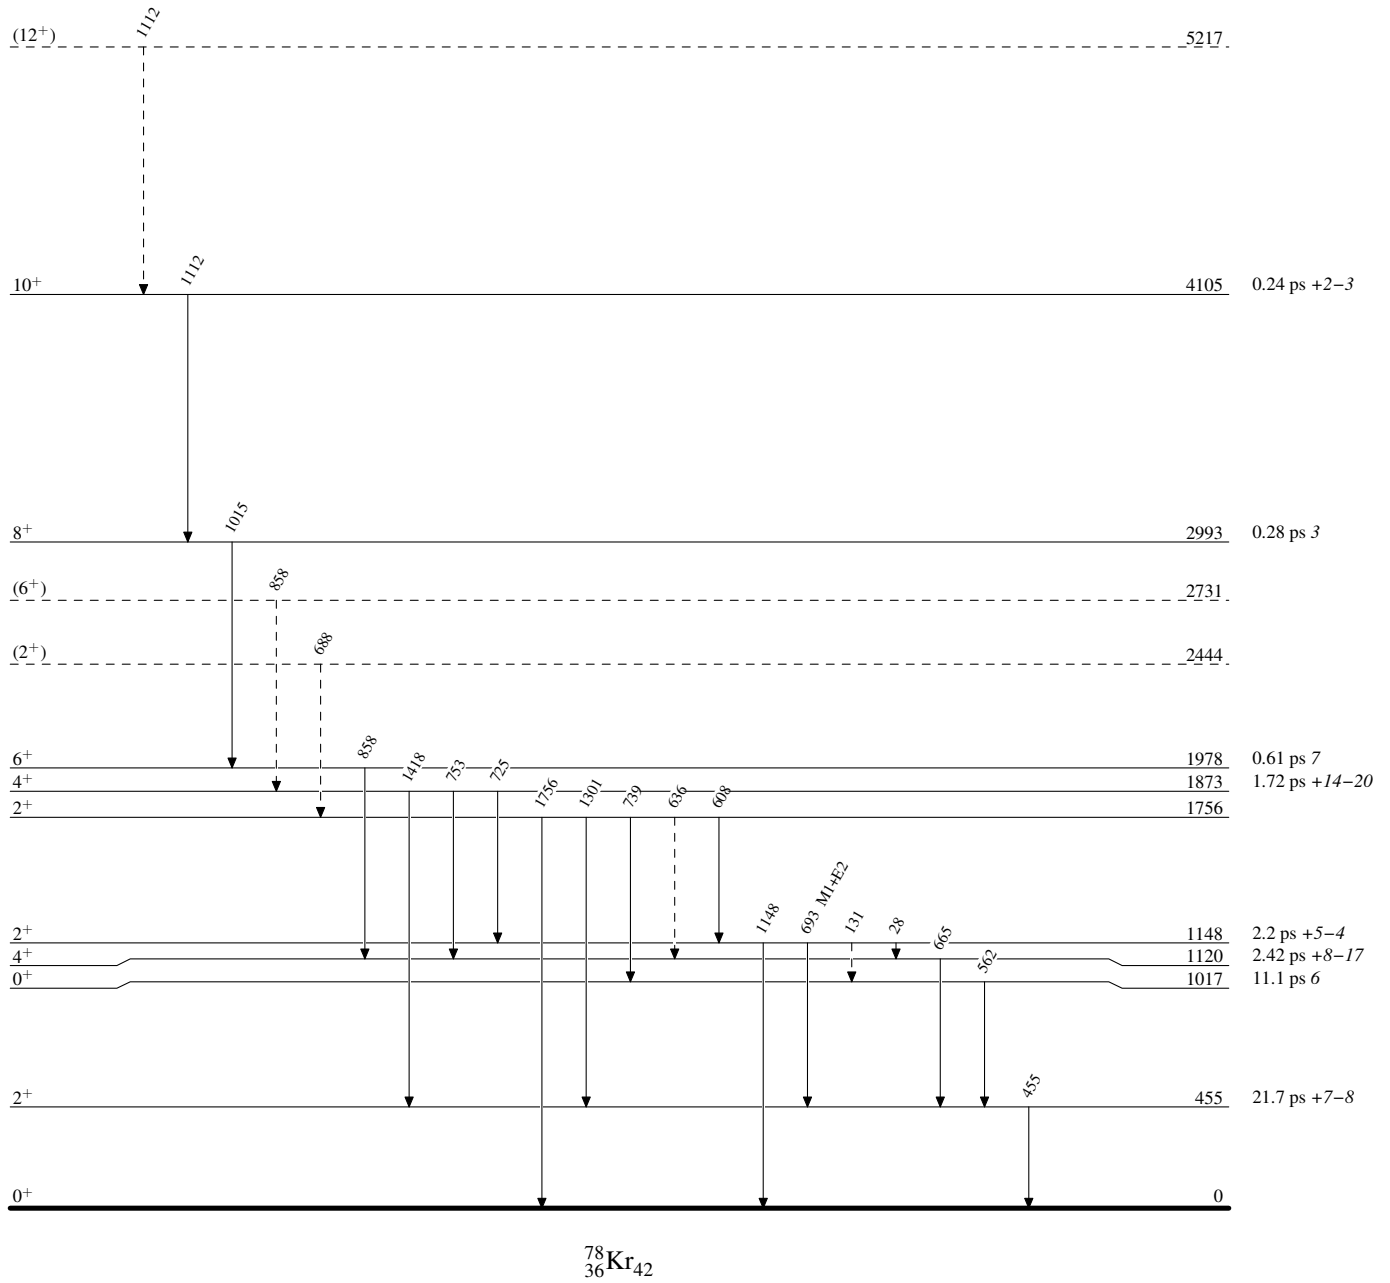 1112
(12+) 5217
1112
10+ 4105 0.24 ps +2−3
1015
8+ 2993 0.28 ps 3
858
(6+) 2731
688
(2+) 2444
858
6+ 1978 0.61 ps 7
1418 753 725
4+ 1873 1.72 ps +14−20
1756 1301 739 636 608
2+ 1756
1148 693 M1+E2 131 28
2+ 1148 2.2 ps +5−4
665
4+ 1120 2.42 ps +8−17
562
0+ 1017 11.1 ps 6
455
2+ 455 21.7 ps +7−8
0+ 0
78
36Kr42